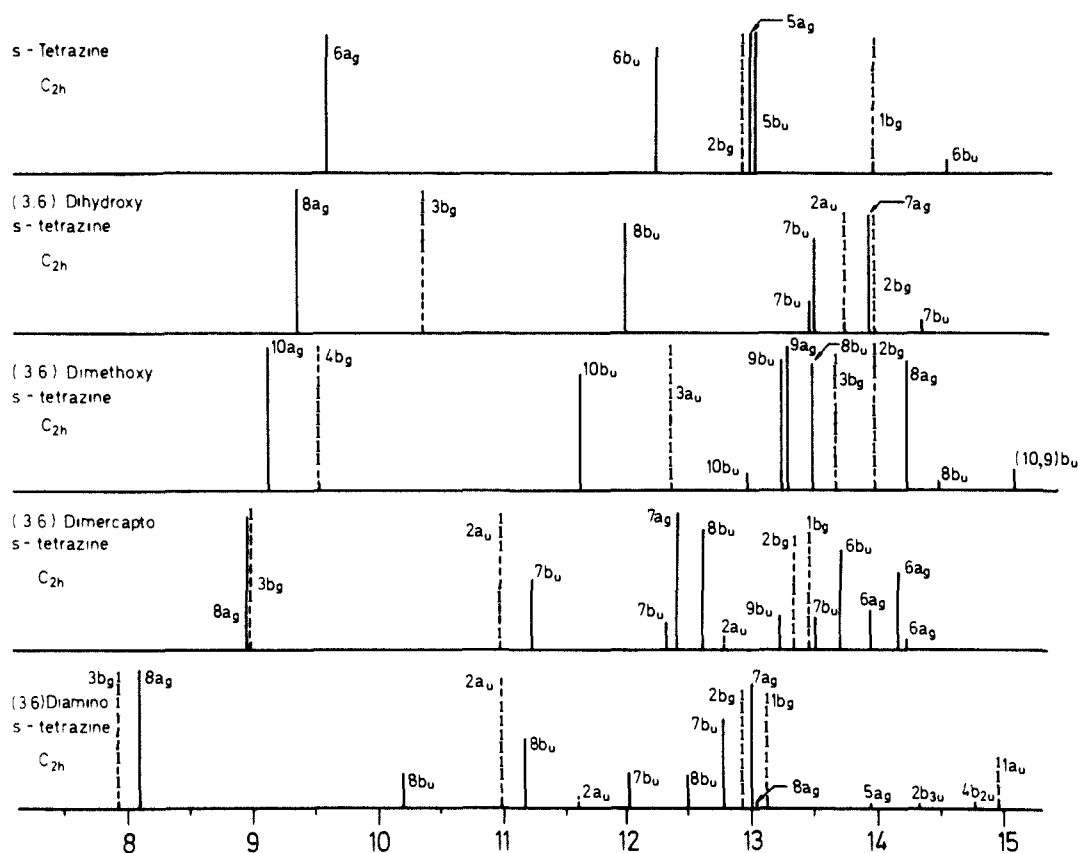 s - Tetrazine
C2h
6ag
6bu
2bg
5ag
5bu
1bg
6bu
(3.6) Dihydroxy
s - tetrazine
C2h
8ag
3bg
8bu
7bu
7bu
2au
7ag
2bg
7bu
(3 6) Dimethoxy
s - tetrazine
C2h
10ag
4bg
10bu
3au
10bu
9bu
9ag
8bu
3bg
2bg
8ag
8bu
(10,9)bu
(3 6) Dimercapto
s - tetrazine
C2h
8ag
3bg
2au
7bu
7bu
7ag
8bu
2au
9bu
2bg
1bg
7bu
6bu
6ag
6ag
6ag
(3 6)Diamino
s - tetrazine
C2h
3bg
8ag
8bu
2au
8bu
2au
7bu
8bu
7bu
2bg
7ag
1bg
8ag
5ag
2b3u
4b2u
1au
8 9 10 11 12 13 14 15